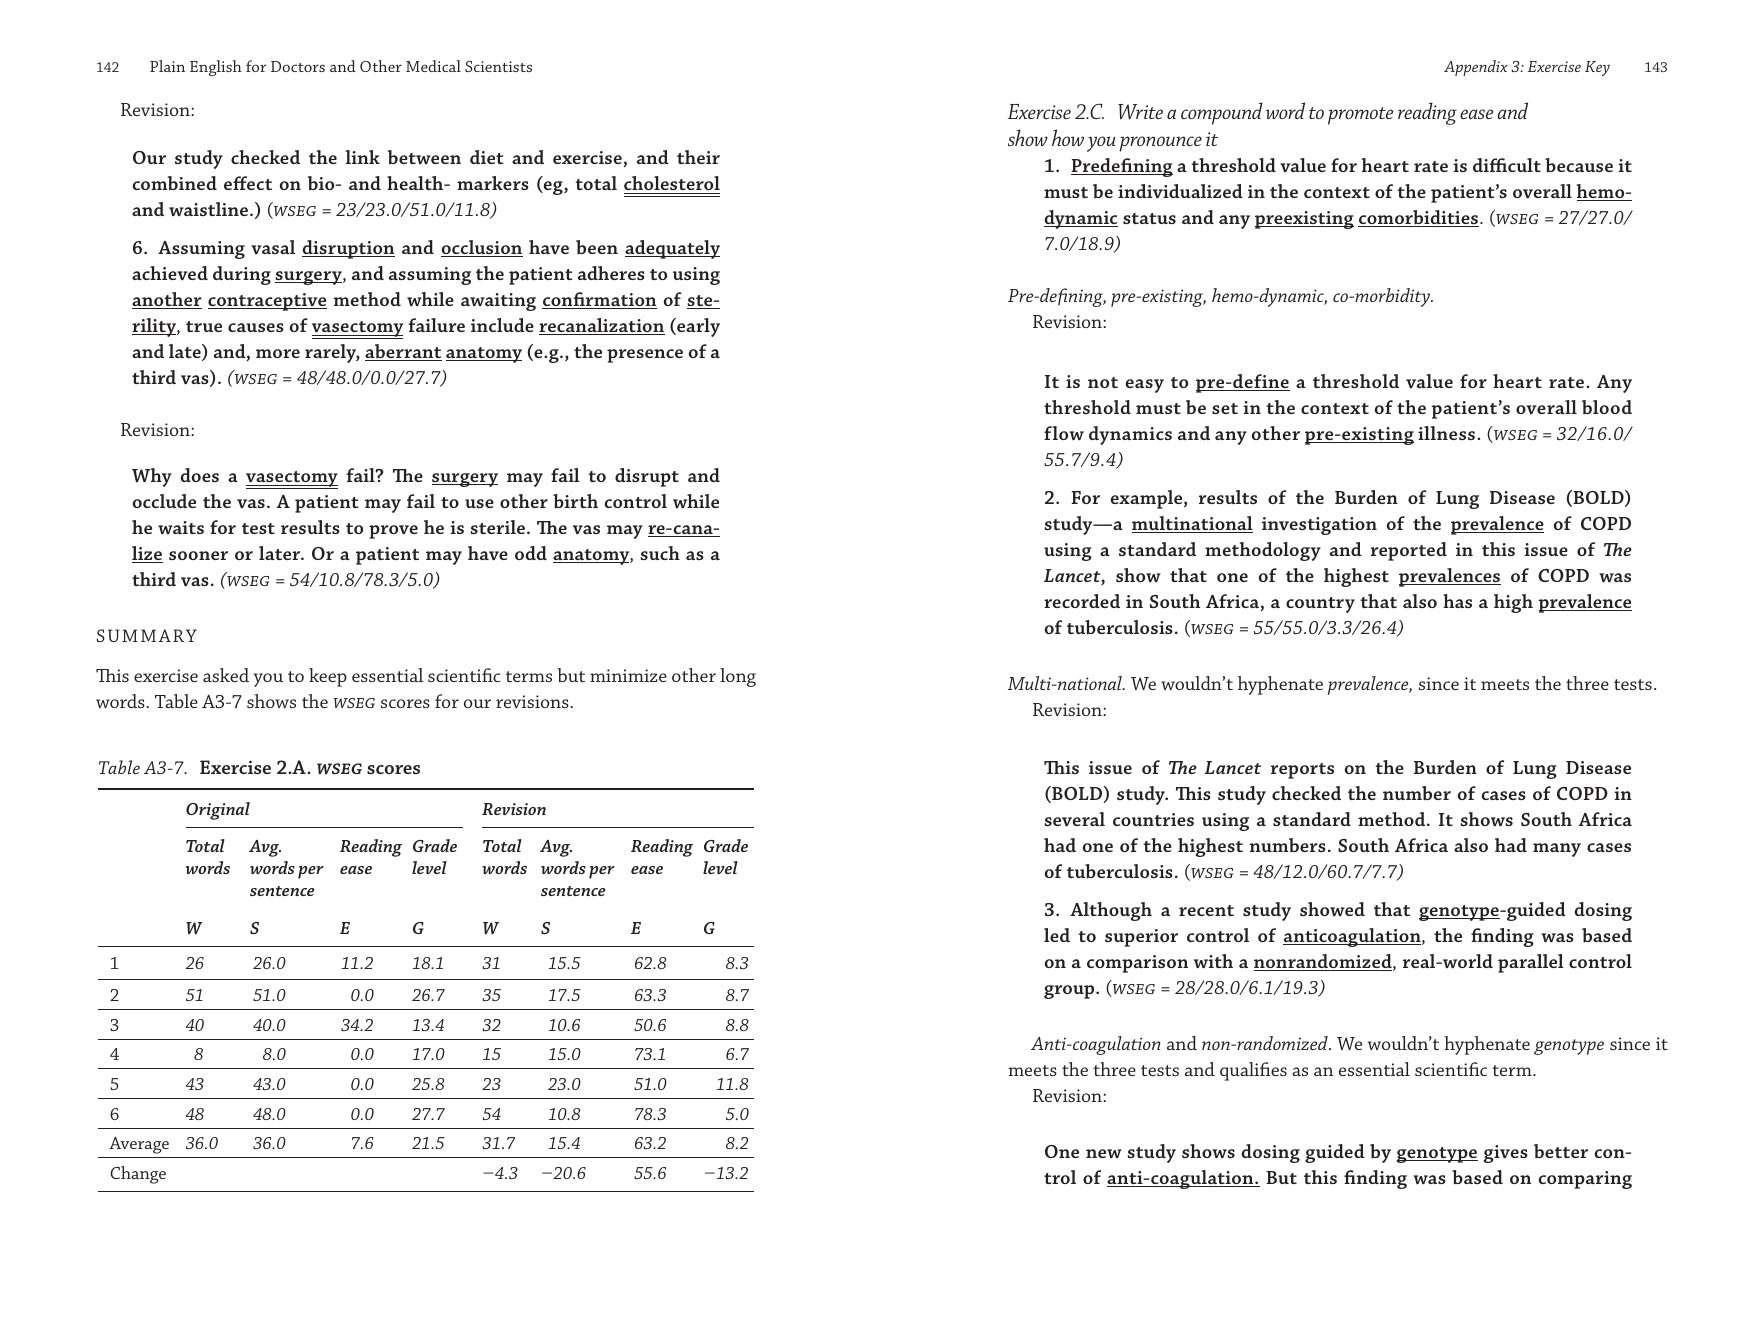 142 Plain English for Doctors and Other Medical Scientists
Revision:
Our study checked the link between diet and exercise, and their
combined effect on bio- and health- markers (eg, total cholesterol
and waistline.) (WSEG = 23/23.0/51.0/11.8)
6. Assuming vasal disruption and occlusion have been adequately
achieved during surgery, and assuming the patient adheres to using
another contraceptive method while awaiting confirmation of ste-
rility, true causes of vasectomy failure include recanalization (early
and late) and, more rarely, aberrant anatomy (e.g., the presence of a
third vas). (WSEG = 48/48.0/0.0/27.7)
Revision:
Why does a vasectomy fail? The surgery may fail to disrupt and
occlude the vas. A patient may fail to use other birth control while
he waits for test results to prove he is sterile. The vas may re-cana-
lize sooner or later. Or a patient may have odd anatomy, such as a
third vas. (WSEG = 54/10.8/78.3/5.0)
SUMMARY
This exercise asked you to keep essential scientific terms but minimize other long
words. Table A3-7 shows the WSEG scores for our revisions.
Table A3-7. Exercise 2.A. WSEG scores
Original Revision
Total Avg. Reading Grade Total Avg. Reading Grade
words words per ease level words words per ease level
sentence sentence
W S E G W S E G
1 26 26.0 11.2 18.1 31 15.5 62.8 8.3
2 51 51.0 0.0 26.7 35 17.5 63.3 8.7
3 40 40.0 34.2 13.4 32 10.6 50.6 8.8
4 8 8.0 0.0 17.0 15 15.0 73.1 6.7
5 43 43.0 0.0 25.8 23 23.0 51.0 11.8
6 48 48.0 0.0 27.7 54 10.8 78.3 5.0
Average 36.0 36.0 7.6 21.5 31.7 15.4 63.2 8.2
Change −4.3 −20.6 55.6 −13.2
Appendix 3: Exercise Key 143
Exercise 2.C. Write a compound word to promote reading ease and
show how you pronounce it
1. Predefining a threshold value for heart rate is difficult because it
must be individualized in the context of the patient’s overall hemo-
dynamic status and any preexisting comorbidities. (WSEG = 27/27.0/
7.0/18.9)
Pre-defining, pre-existing, hemo-dynamic, co-morbidity.
Revision:
It is not easy to pre-define a threshold value for heart rate. Any
threshold must be set in the context of the patient’s overall blood
flow dynamics and any other pre-existing illness. (WSEG = 32/16.0/
55.7/9.4)
2. For example, results of the Burden of Lung Disease (BOLD)
study—a multinational investigation of the prevalence of COPD
using a standard methodology and reported in this issue of The
Lancet, show that one of the highest prevalences of COPD was
recorded in South Africa, a country that also has a high prevalence
of tuberculosis. (WSEG = 55/55.0/3.3/26.4)
Multi-national. We wouldn’t hyphenate prevalence, since it meets the three tests.
Revision:
This issue of The Lancet reports on the Burden of Lung Disease
(BOLD) study. This study checked the number of cases of COPD in
several countries using a standard method. It shows South Africa
had one of the highest numbers. South Africa also had many cases
of tuberculosis. (WSEG = 48/12.0/60.7/7.7)
3. Although a recent study showed that genotype-guided dosing
led to superior control of anticoagulation, the finding was based
on a comparison with a nonrandomized, real-world parallel control
group. (WSEG = 28/28.0/6.1/19.3)
Anti-coagulation and non-randomized. We wouldn’t hyphenate genotype since it
meets the three tests and qualifies as an essential scientific term.
Revision:
One new study shows dosing guided by genotype gives better con-
trol of anti-coagulation. But this finding was based on comparing